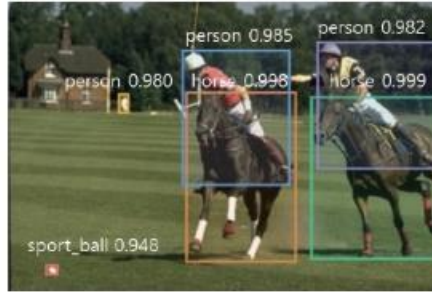 person 0.985
person 0.982
person 0.980
horse 0.998
horse 0.999
sport_ball 0.948